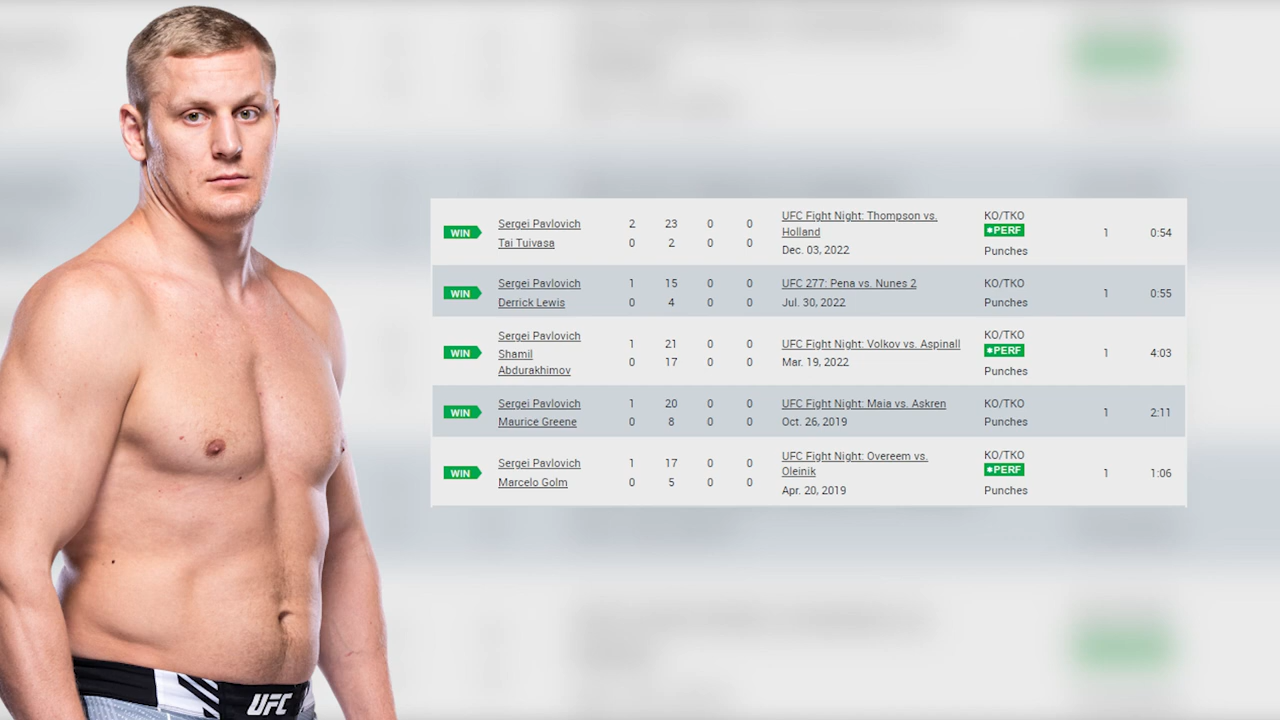 WIN
Sergei Pavlovich 2 23 0 0
Tai Tuivasa 0 2 0 0
UFC Fight Night: Thompson vs.
Holland
Dec. 03, 2022
KO/TKO
PERF
Punches
1 0:54
WIN
Sergei Pavlovich 1 15 0 0
Derrick Lewis 0 4 0 0
UFC 277: Pena vs. Nunes 2
Jul. 30, 2022
KO/TKO
Punches
1 0:55
WIN
Sergei Pavlovich 1 21 0 0
Shamil 0 17 0 0
Abdurakhimov
UFC Fight Night: Volkov vs. Aspinall
Mar. 19, 2022
KO/TKO
PERF
Punches
1 4:03
WIN
Sergei Pavlovich 1 20 0 0
Maurice Greene 0 8 0 0
UFC Fight Night: Maia vs. Askren
Oct. 26, 2019
KO/TKO
Punches
1 2:11
WIN
Sergei Pavlovich 1 17 0 0
Marcelo Golm 0 5 0 0
UFC Fight Night: Overeem vs.
Oleinik
Apr. 20, 2019
KO/TKO
PERF
Punches
1 1:06
UFC